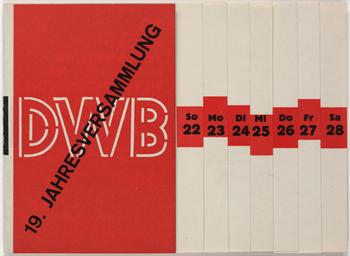 19. JAHRESVERSAMMLUNG
DWB
So Mo Di Mi Do Fr Sa
22 23 24 25 26 27 28